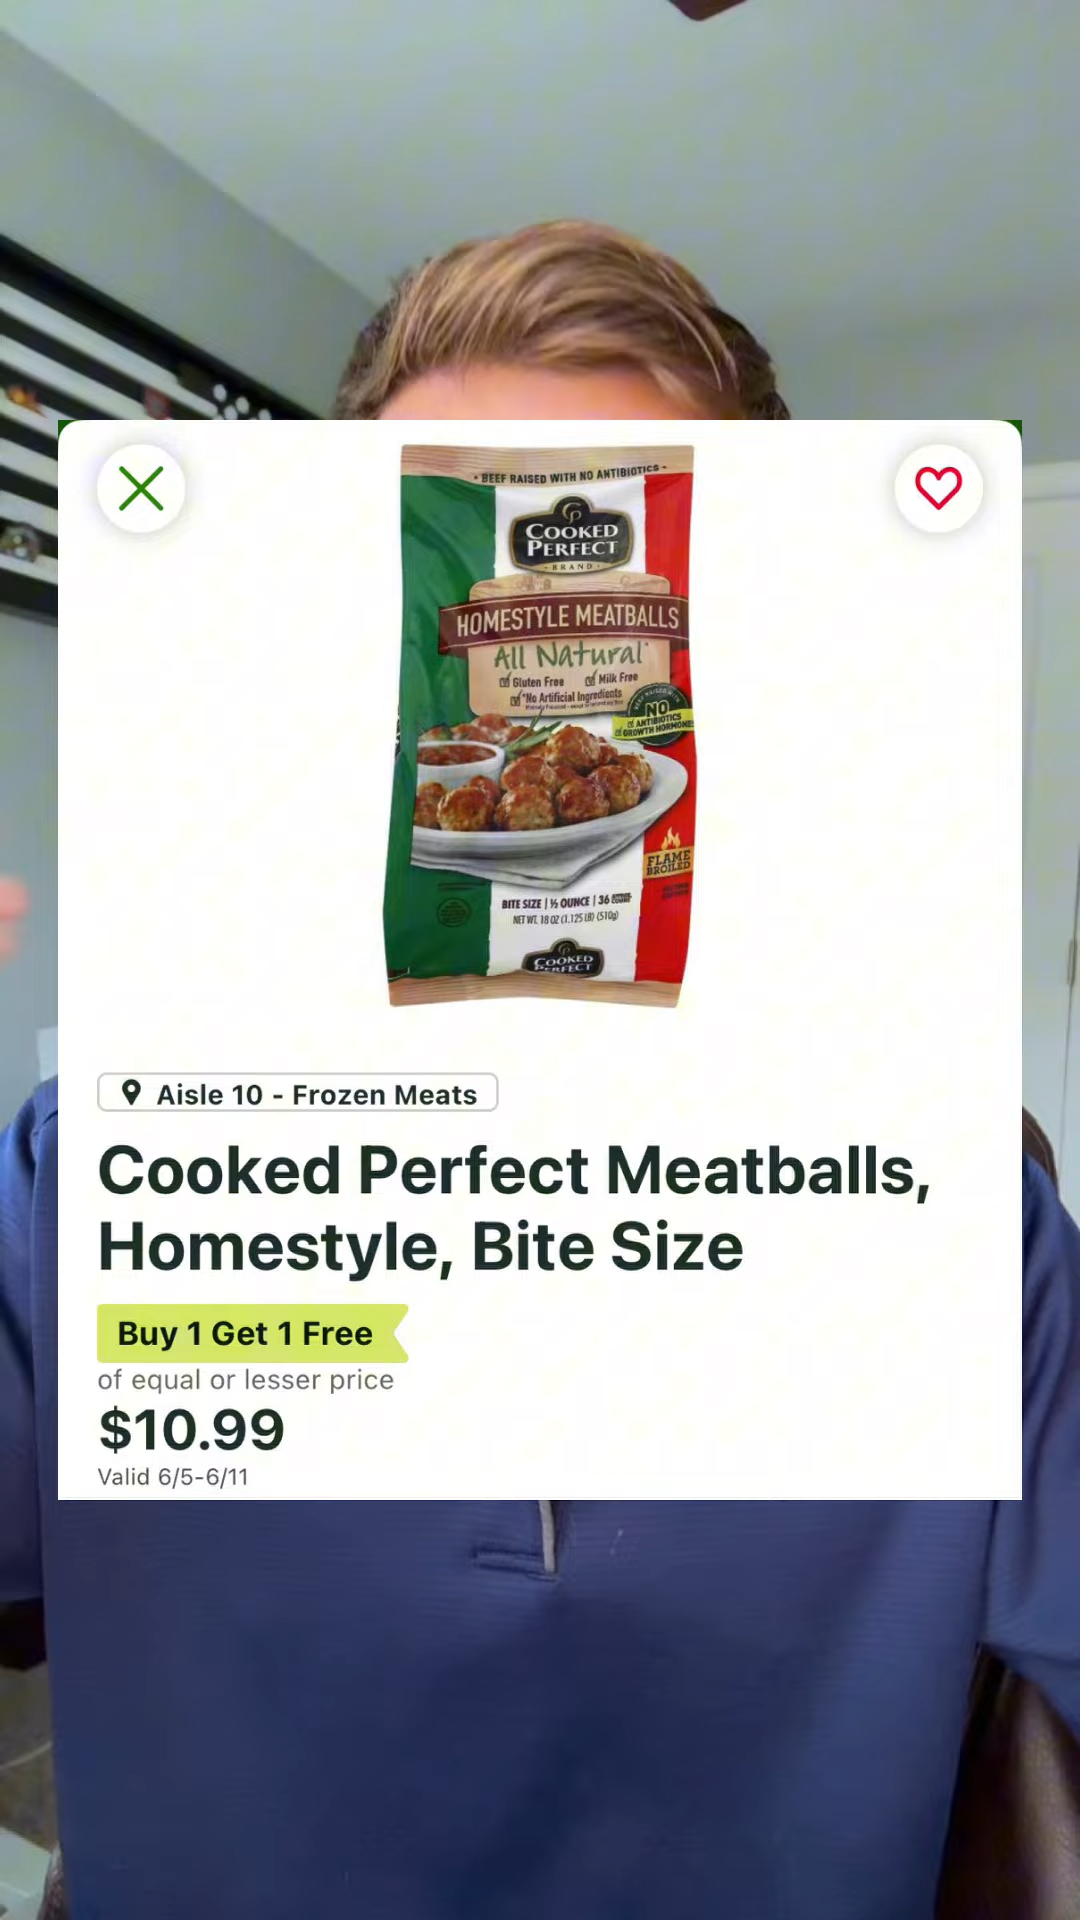 • BEEF RAISED WITH NO ANTIBIOTICS •
COOKED
PERFECT
• BRAND •
HOMESTYLE MEATBALLS
All Natural*
Gluten Free
Milk Free
*No Artificial Ingredients
NO
ANTIBIOTICS
GROWTH HORMONES
FLAME
BROILED
BITE SIZE | ½ OUNCE | 36
NET WT. 18 OZ (1.125 LB) (510g)
COOKED
PERFECT
Aisle 10 - Frozen Meats
Cooked Perfect Meatballs,
Homestyle, Bite Size
Buy 1 Get 1 Free
of equal or lesser price
$10.99
Valid 6/5-6/11